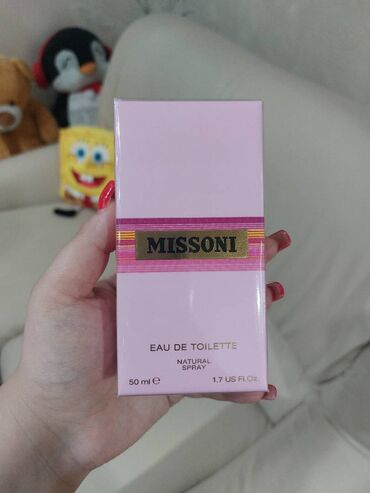 MISSONI
EAU DE TOILETTE
NATURAL
SPRAY
50 ml ℮ 1.7 US Fl.Oz.